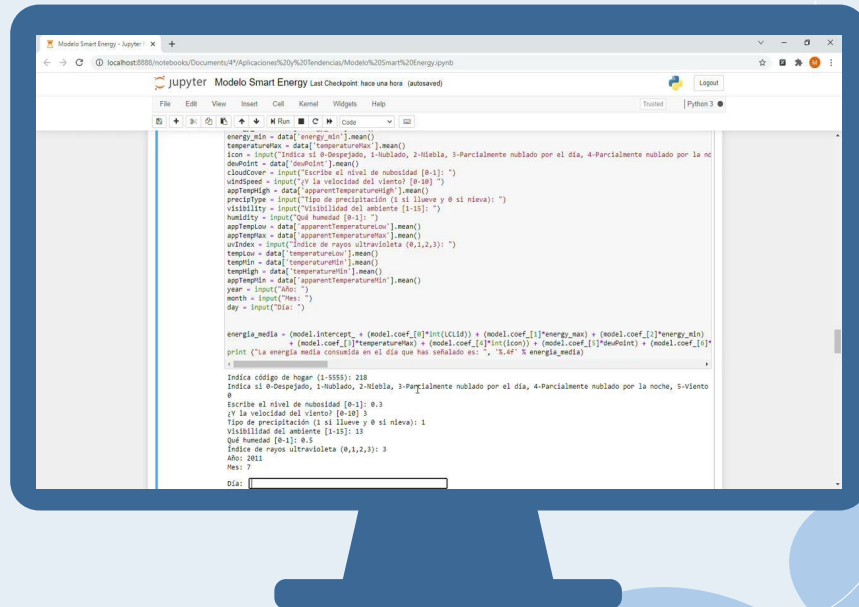 Modelo Smart Energy - Jupyter
localhost:8888/notebooks/Documents/4º/Aplicaciones%20y%20Tendencias/Modelo%20Smart%20Energy.ipynb
jupyter Modelo Smart Energy Last Checkpoint: hace una hora (autosaved)
Logout
File Edit View Insert Cell Kernel Widgets Help
Trusted Python 3
Run Code
energy_min = data['energy_min'].mean()
temperatureMax = data['temperatureMax'].mean()
icon = input("Indica si 0-Despejado, 1-Nublado, 2-Niebla, 3-Parcialmente nublado por el día, 4-Parcialmente nublado por la no
dewPoint = data['dewPoint'].mean()
cloudCover = input("Escribe el nivel de nubosidad [0-1]: ")
windSpeed = input("¿Y la velocidad del viento? [0-10] ")
appTempHigh = data['apparentTemperatureHigh'].mean()
precipType = input("Tipo de precipitación (1 si llueve y 0 si nieva): ")
visibility = input("Visibilidad del ambiente [1-15]: ")
humidity = input("Qué humedad [0-1]: ")
appTempLow = data['apparentTemperatureLow'].mean()
appTempMax = data['apparentTemperatureMax'].mean()
uvIndex = input("Índice de rayos ultravioleta (0,1,2,3): ")
tempLow = data['temperatureLow'].mean()
tempMin = data['temperatureMin'].mean()
tempHigh = data['temperatureMin'].mean()
appTempMin = data['apparentTemperatureMin'].mean()
year = input("Año: ")
month = input("Mes: ")
day = input("Día: ")
energia_media = (model.intercept_ + (model.coef_[0]*int(LCLid)) + (model.coef_[1]*energy_max) + (model.coef_[2]*energy_min)
+ (model.coef_[3]*temperatureMax) + (model.coef_[4]*int(icon)) + (model.coef_[5]*dewPoint) + (model.coef_[6]*
print ("La energía media consumida en el día que has señalado es: ", '%.4f' % energia_media)
Indica código de hogar (1-5555): 218
Indica si 0-Despejado, 1-Nublado, 2-Niebla, 3-Parcialmente nublado por el día, 4-Parcialmente nublado por la noche, 5-Viento
0
Escribe el nivel de nubosidad [0-1]: 0.3
¿Y la velocidad del viento? [0-10] 3
Tipo de precipitación (1 si llueve y 0 si nieva): 1
Visibilidad del ambiente [1-15]: 13
Qué humedad [0-1]: 0.5
Índice de rayos ultravioleta (0,1,2,3): 3
Año: 2011
Mes: 7
Día: